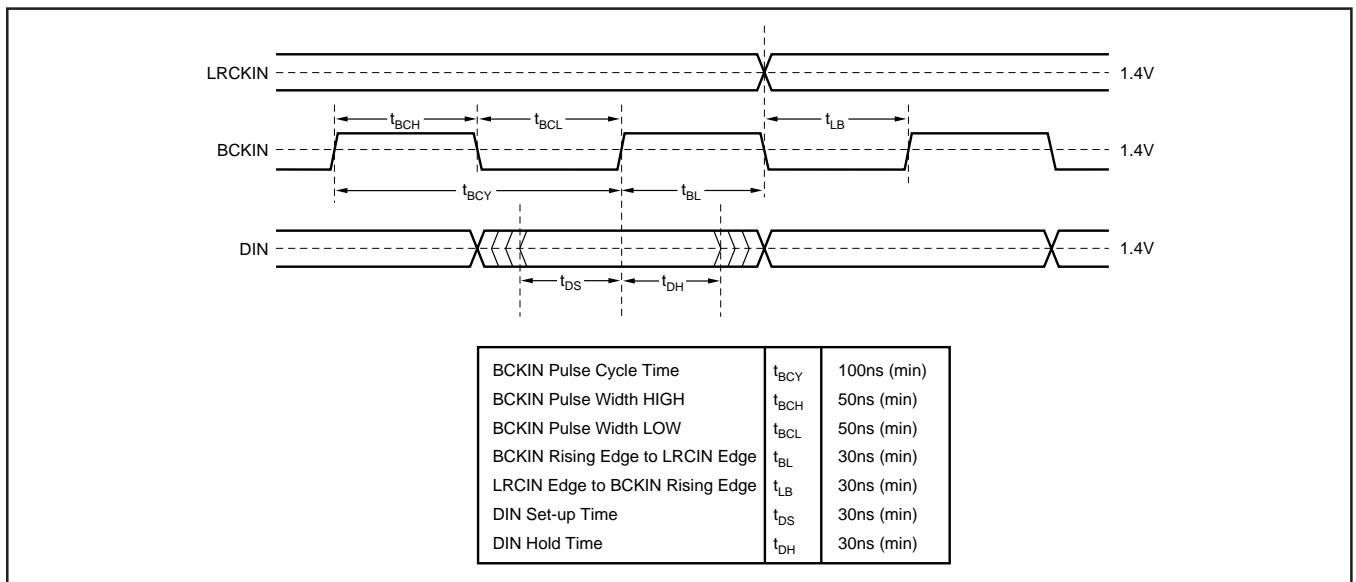 LRCKIN 1.4V
tBCH tBCL tLB
BCKIN 1.4V
tBCY tBL
DIN 1.4V
tDS tDH
BCKIN Pulse Cycle Time tBCY 100ns (min)
BCKIN Pulse Width HIGH tBCH 50ns (min)
BCKIN Pulse Width LOW tBCL 50ns (min)
BCKIN Rising Edge to LRCIN Edge tBL 30ns (min)
LRCIN Edge to BCKIN Rising Edge tLB 30ns (min)
DIN Set-up Time tDS 30ns (min)
DIN Hold Time tDH 30ns (min)